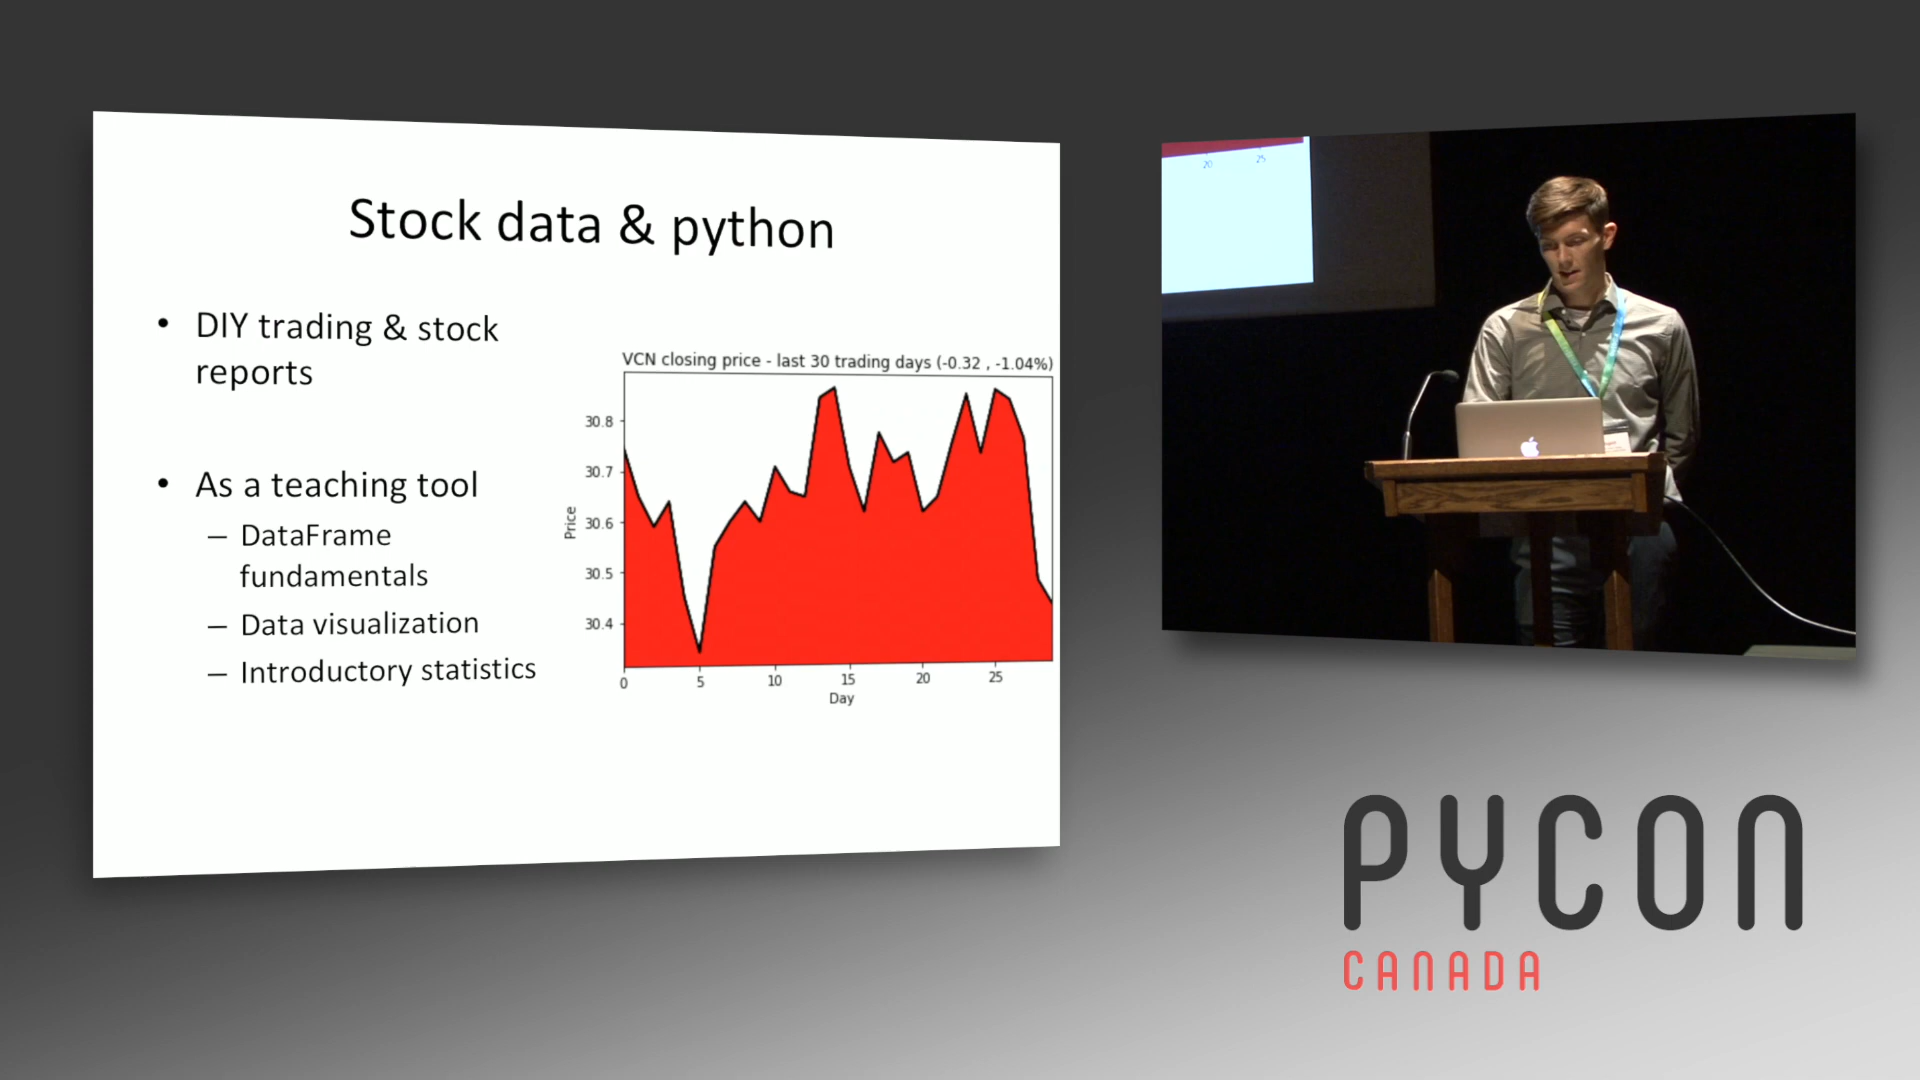 Stock data & python
• DIY trading & stock
reports
• As a teaching tool
– DataFrame
fundamentals
– Data visualization
– Introductory statistics
VCN closing price - last 30 trading days (-0.32 , -1.04%)
Price
30.8
30.7
30.6
30.5
30.4
0 5 10 15 20 25
Day
20 25
PYCON
CANADA